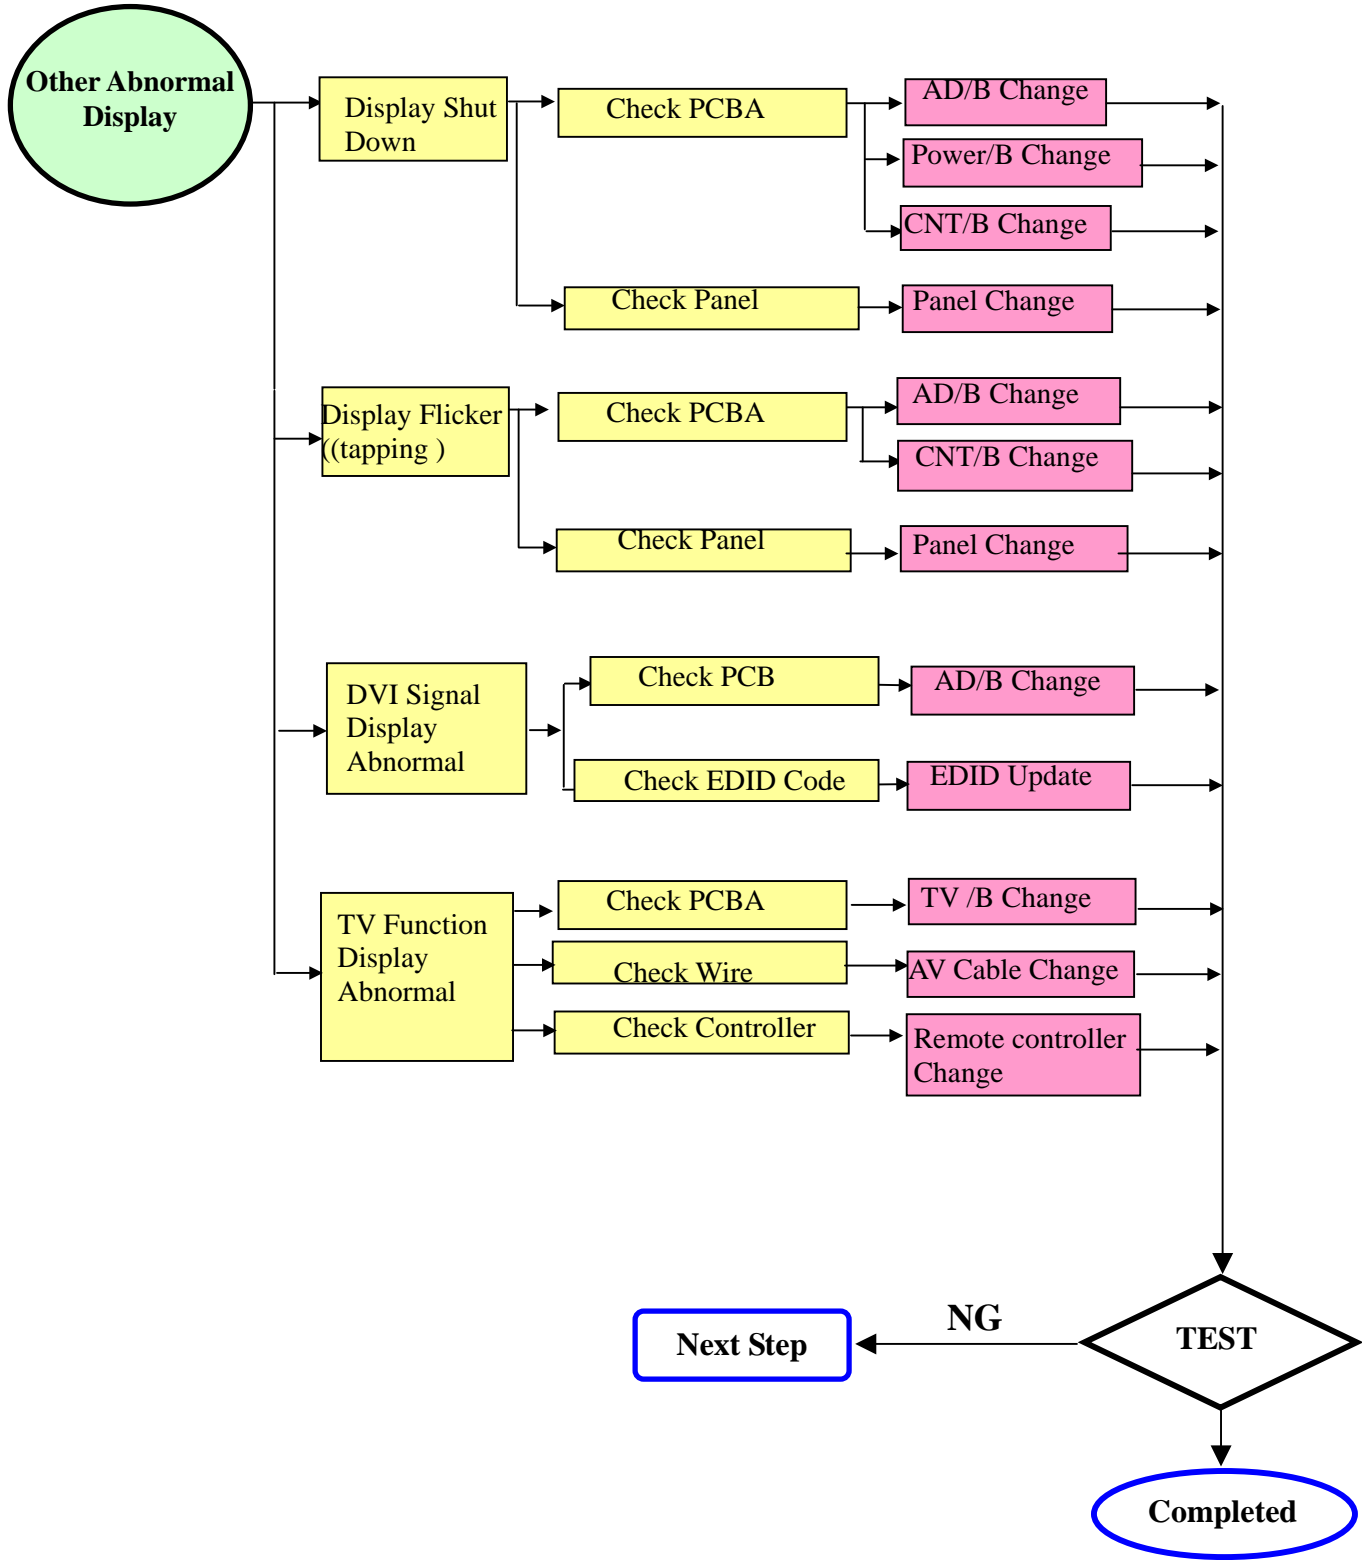 Other Abnormal
Display
Display Shut
Down
Check PCBA
AD/B Change
Power/B Change
CNT/B Change
Check Panel
Panel Change
Display Flicker
((tapping )
Check PCBA
AD/B Change
CNT/B Change
Check Panel
Panel Change
DVI Signal
Display
Abnormal
Check PCB
AD/B Change
Check EDID Code
EDID Update
TV Function
Display
Abnormal
Check PCBA
TV /B Change
Check Wire
AV Cable Change
Check Controller
Remote controller
Change
TEST
NG
Next Step
Completed